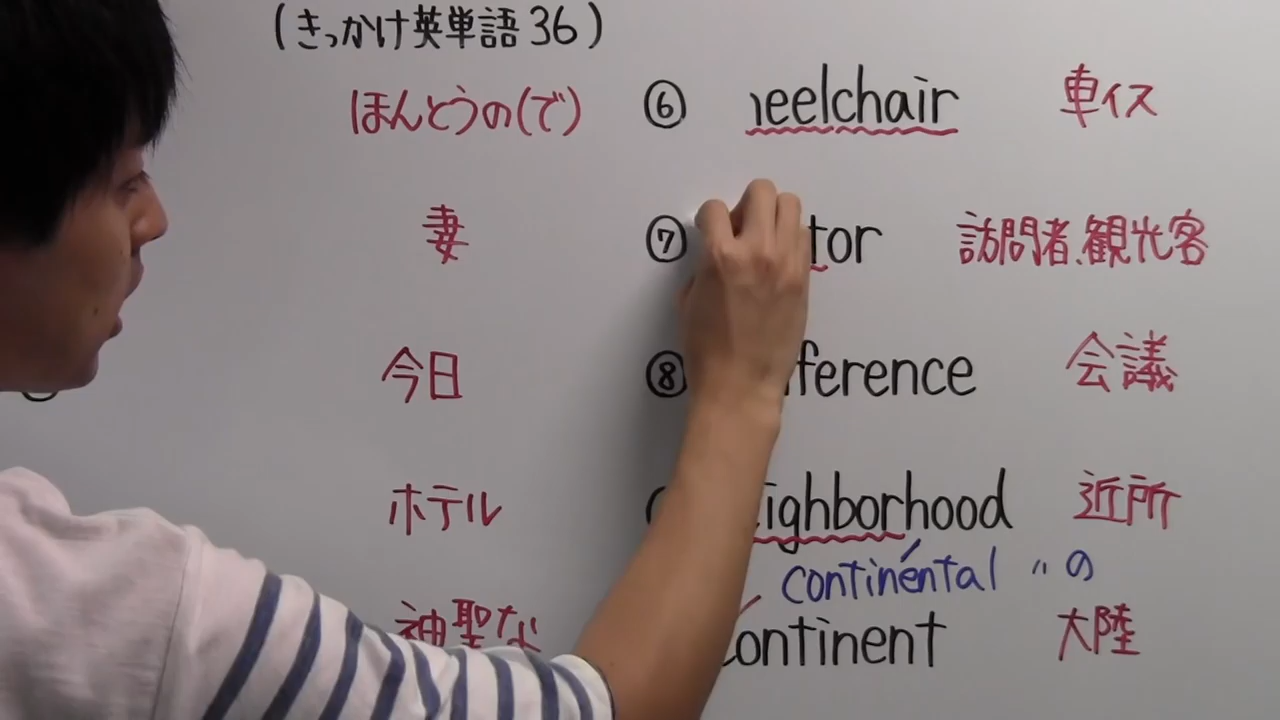 (きっかけ英単語36)
ほんとうの(で) ⑥ eelchair 車イス
妻 ⑦ tor 訪問者、観光客
今日 ⑧ ference 会議
ホテル ighborhood 近所
continéntal 〃の
神聖な ontinent 大陸